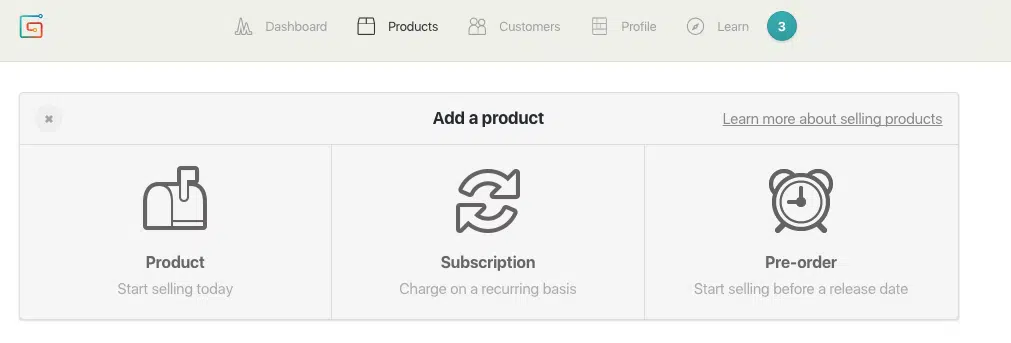 Dashboard Products Customers Profile Learn 3
Add a product Learn more about selling products
Product Subscription Pre-order
Start selling today Charge on a recurring basis Start selling before a release date